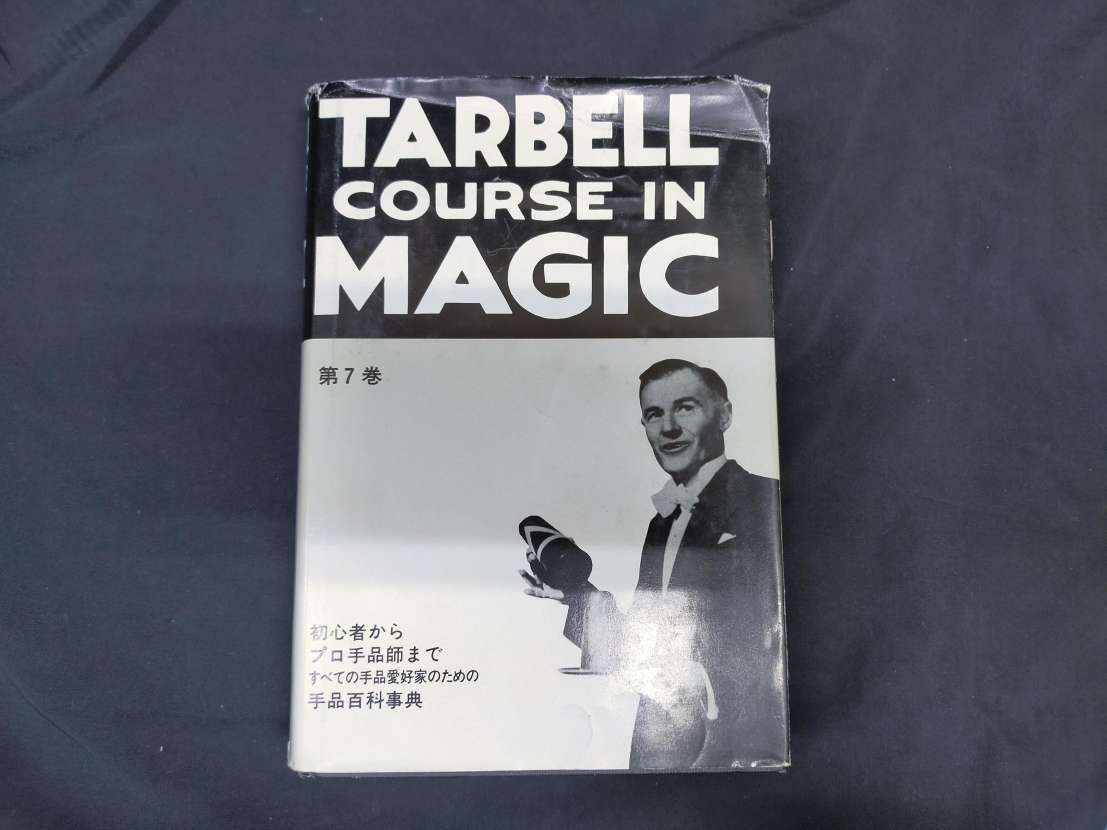 TARBELL
COURSE IN
MAGIC
第7巻
初心者から
プロ手品師まで
すべての手品愛好家のための
手品百科事典